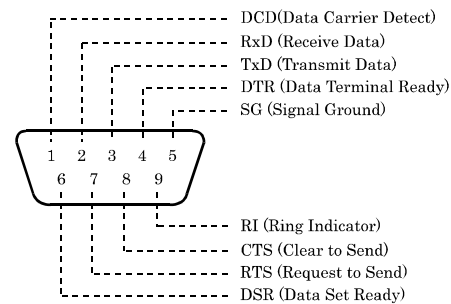 DCD(Data Carrier Detect)
RxD (Receive Data)
TxD (Transmit Data)
DTR (Data Terminal Ready)
SG (Signal Ground)
1 2 3 4 5
6 7 8 9
RI (Ring Indicator)
CTS (Clear to Send)
RTS (Request to Send)
DSR (Data Set Ready)